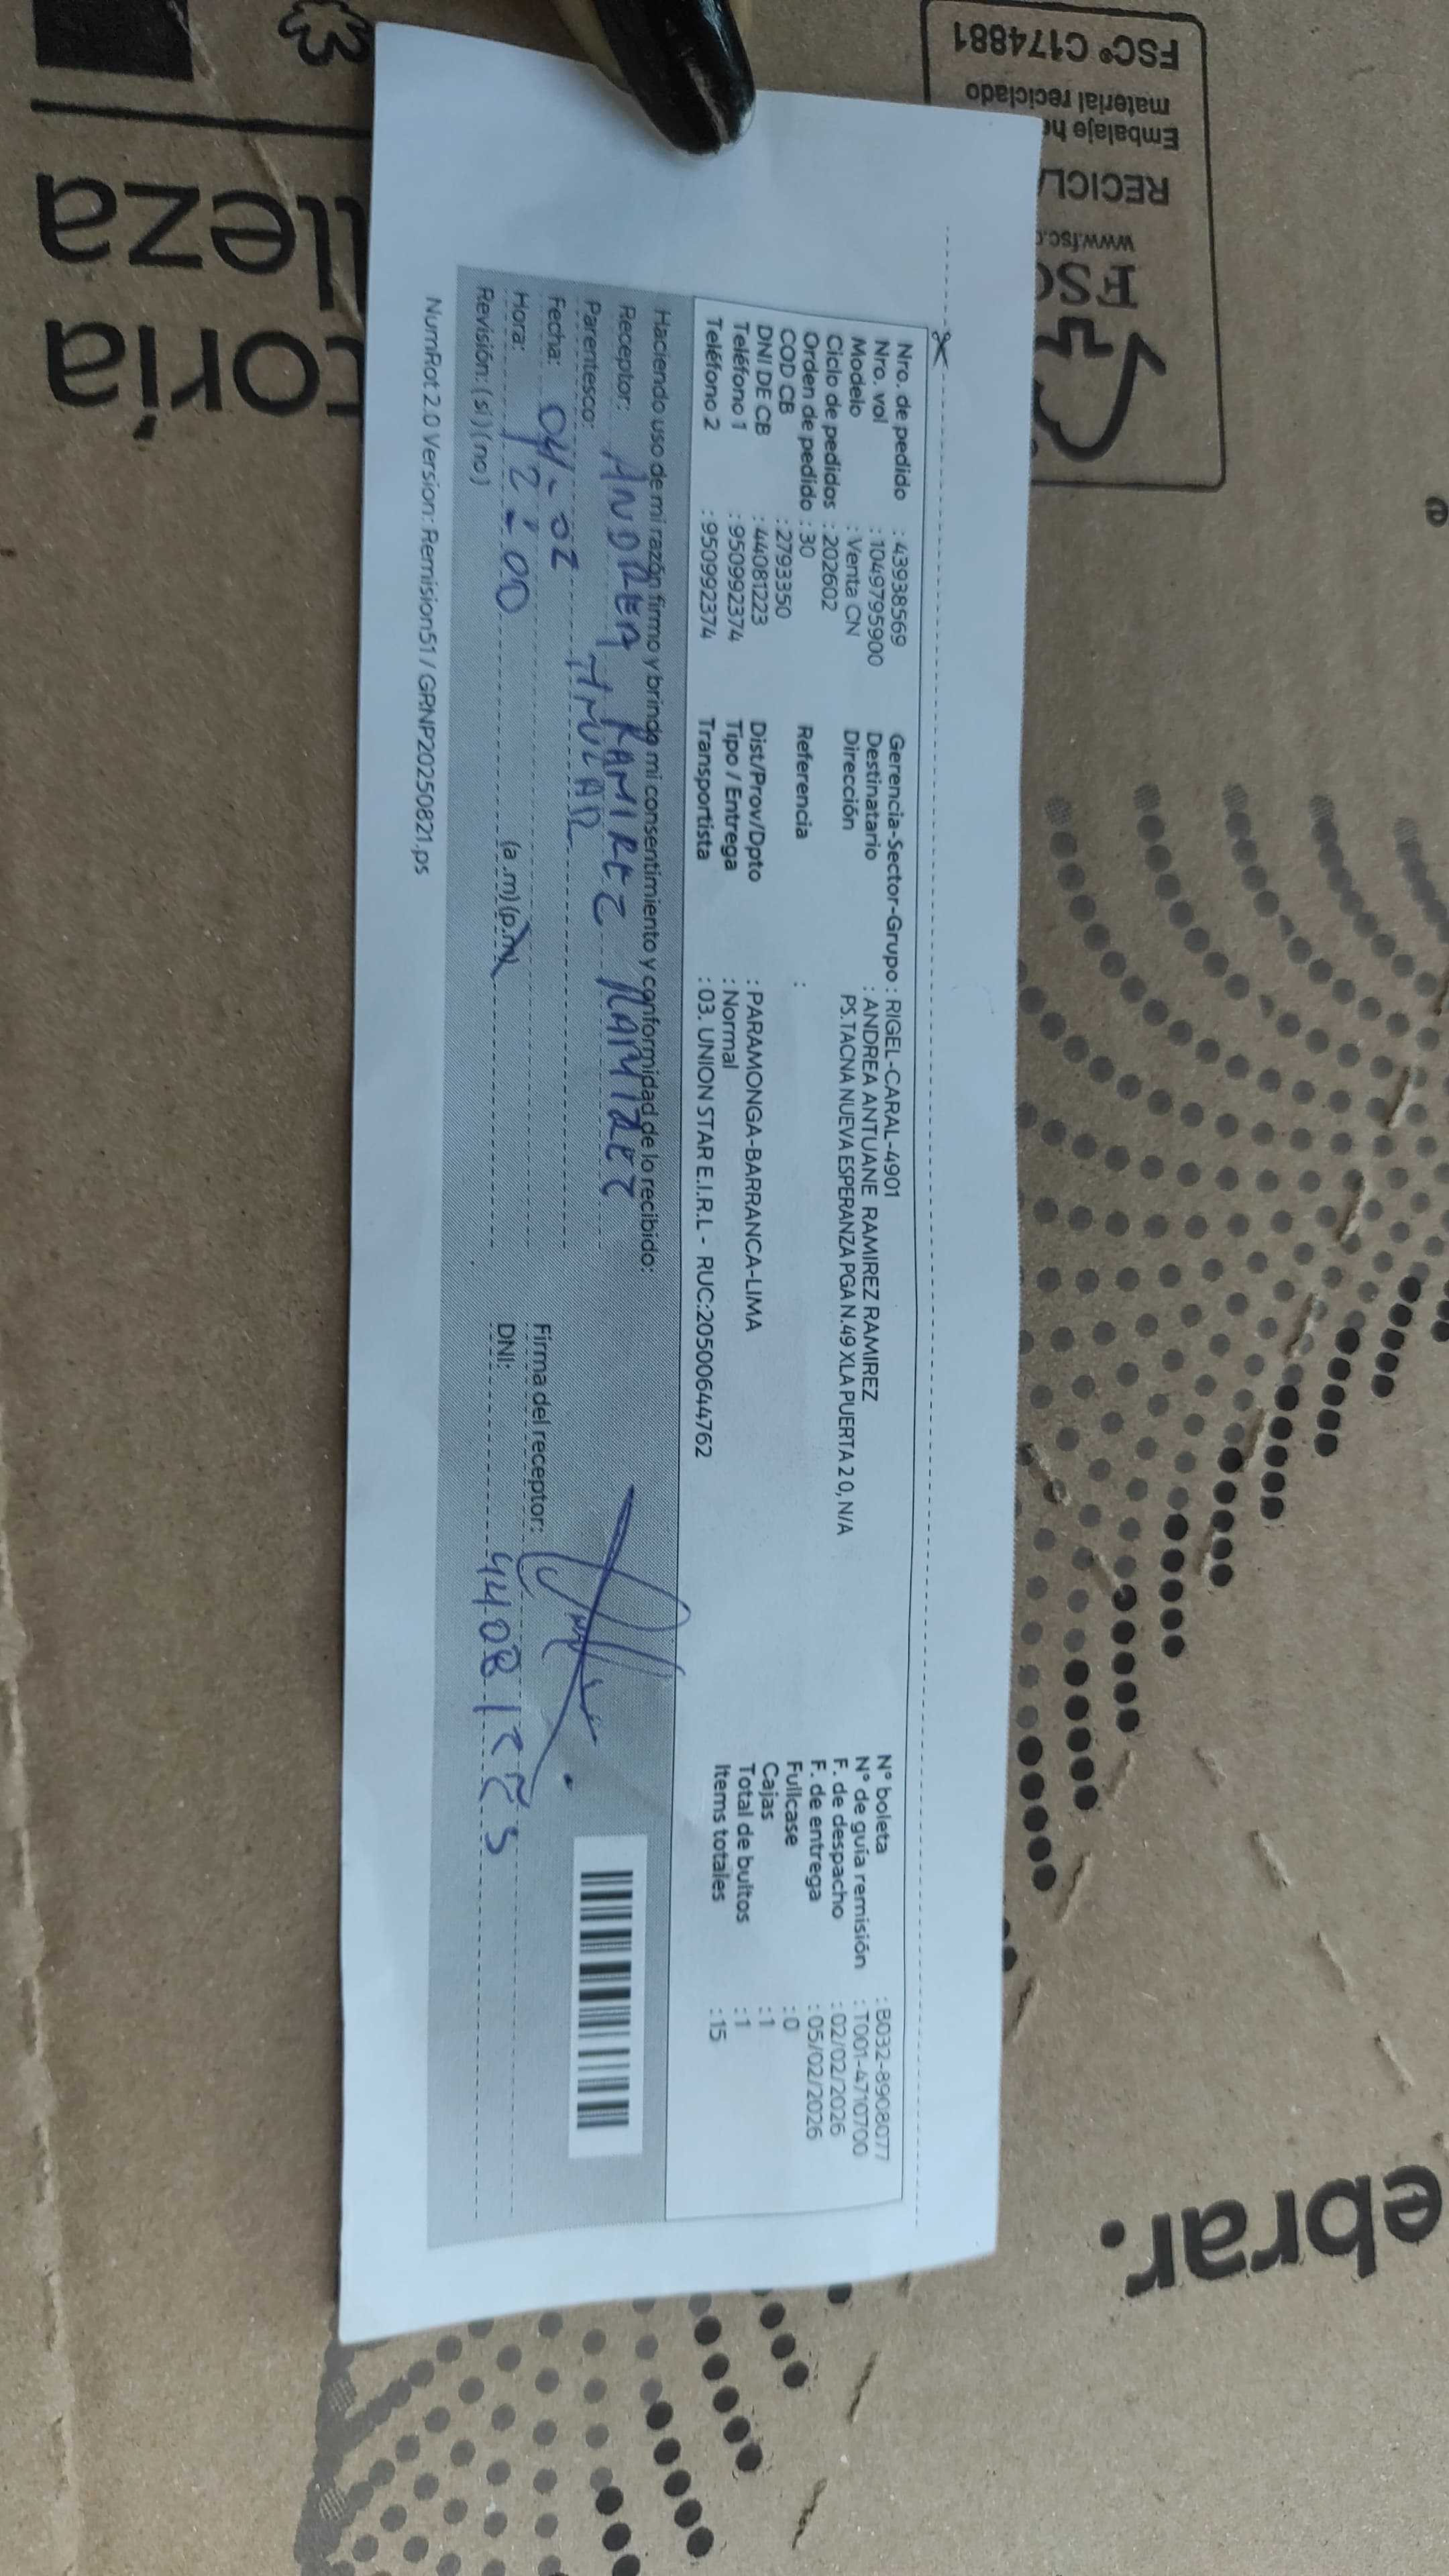 Nro. de pedido : 43938569
Nro. vol : 1049795900
Modelo : Venta CN
Ciclo de pedidos : 202602
Orden de pedido : 30
COD CB : 2793350
DNI DE CB : 44081223
Teléfono 1 : 950992374
Teléfono 2 : 950992374
Gerencia-Sector-Grupo : RIGEL-CARAL-4901
Destinatario : ANDREA ANTUANE RAMIREZ RAMIREZ
Dirección PS.TACNA NUEVA ESPERANZA PGA N.49 XLA PUERTA 2 0, N/A
Referencia :
Dist/Prov/Dpto : PARAMONGA-BARRANCA-LIMA
Tipo / Entrega : Normal
Transportista : 03. UNION STAR E.I.R.L - RUC:20500644762
N° boleta : B032-8908077
N° de guía remisión : T001-4710700
F. de despacho : 02/02/2026
F. de entrega : 05/02/2026
Fullcase : 0
Cajas : 1
Total de bultos : 1
Items totales : 15
Haciendo uso de mi razón firmo y brindo mi consentimiento y conformidad de lo recibido:
Receptor: ANDREA RAMIREZ RAMIREZ
Parentesco: TITULAR
Fecha: 04-02
Hora: 12:00 (a.m) (p.m)
Revisión: (si) (no)
Firma del receptor:
DNI: 44081223
NumRot 2.0 Version: Remision51 / GRNP20250821.ps
FSC® C174881
material reciclado
Embalaje he
RECICLA
www.fsc.o
FSC
lleza
toria
ebrar.